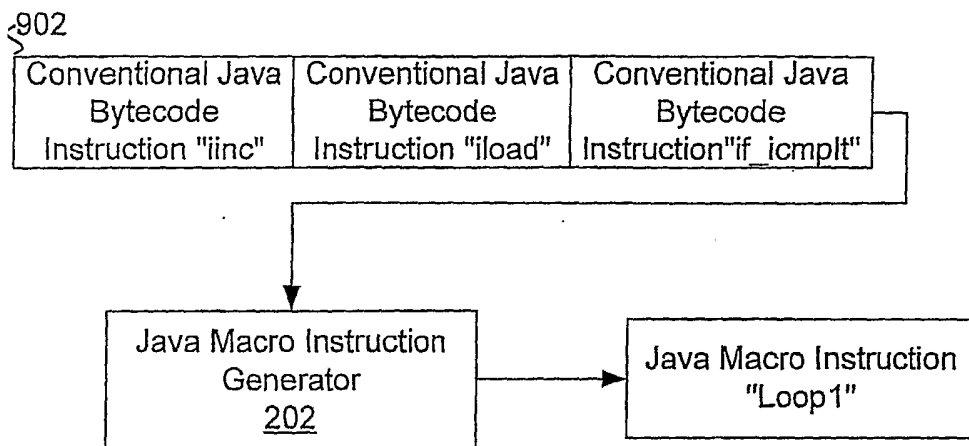 902
Conventional Java
Bytecode
Instruction "iinc"
Conventional Java
Bytecode
Instruction "iload"
Conventional Java
Bytecode
Instruction"if_icmplt"
Java Macro Instruction
Generator
202
Java Macro Instruction
"Loop1"